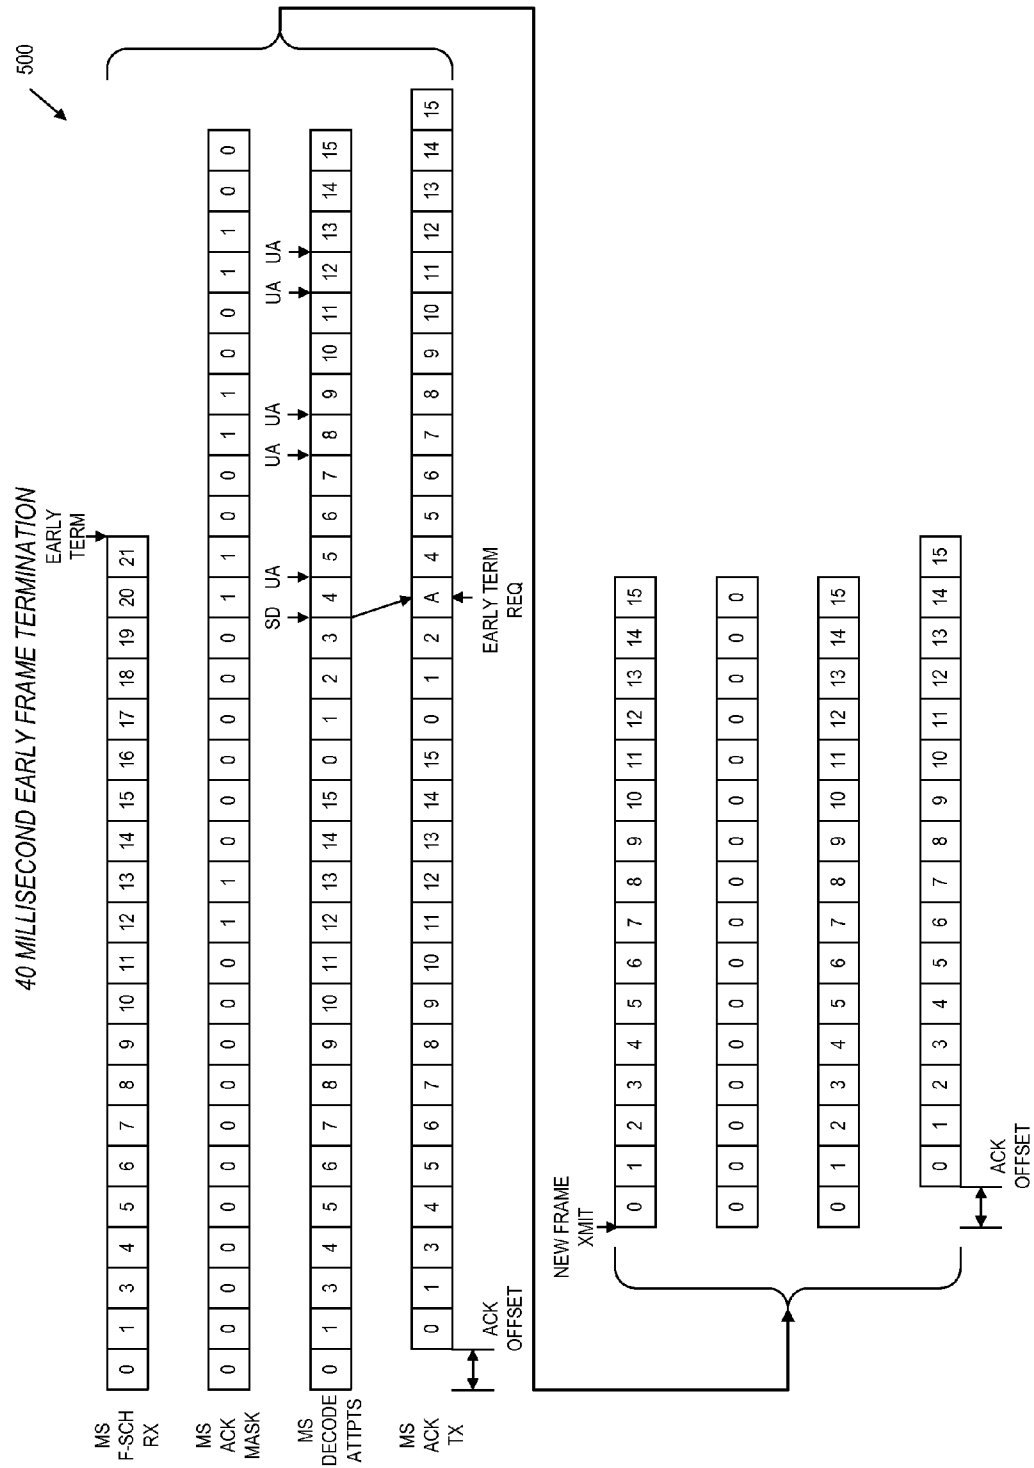 40 MILLISECOND EARLY FRAME TERMINATION
500
EARLY
TERM
MS
F-SCH
RX
0 1 3 4 5 6 7 8 9 10 11 12 13 14 15 16 17 18 19 20 21
MS
ACK
MASK
0 0 0 0 0 0 0 0 0 0 0 1 1 0 0 0 0 0 0 1 1 0 0 1 1 0 0 1 1 0 0
SD UA UA UA UA UA
MS
DECODE
ATTPTS
0 1 3 4 5 6 7 8 9 10 11 12 13 14 15 0 1 2 3 4 5 6 7 8 9 10 11 12 13 14 15
MS
ACK
TX
0 1 3 4 5 6 7 8 9 10 11 12 13 14 15 0 1 2 A 4 5 6 7 8 9 10 11 12 13 14 15
ACK
OFFSET
EARLY TERM
REQ
NEW FRAME
XMIT
0 1 2 3 4 5 6 7 8 9 10 11 12 13 14 15
0 0 0 0 0 0 0 0 0 0 0 0 0 0 0 0
0 1 2 3 4 5 6 7 8 9 10 11 12 13 14 15
0 1 2 3 4 5 6 7 8 9 10 11 12 13 14 15
ACK
OFFSET